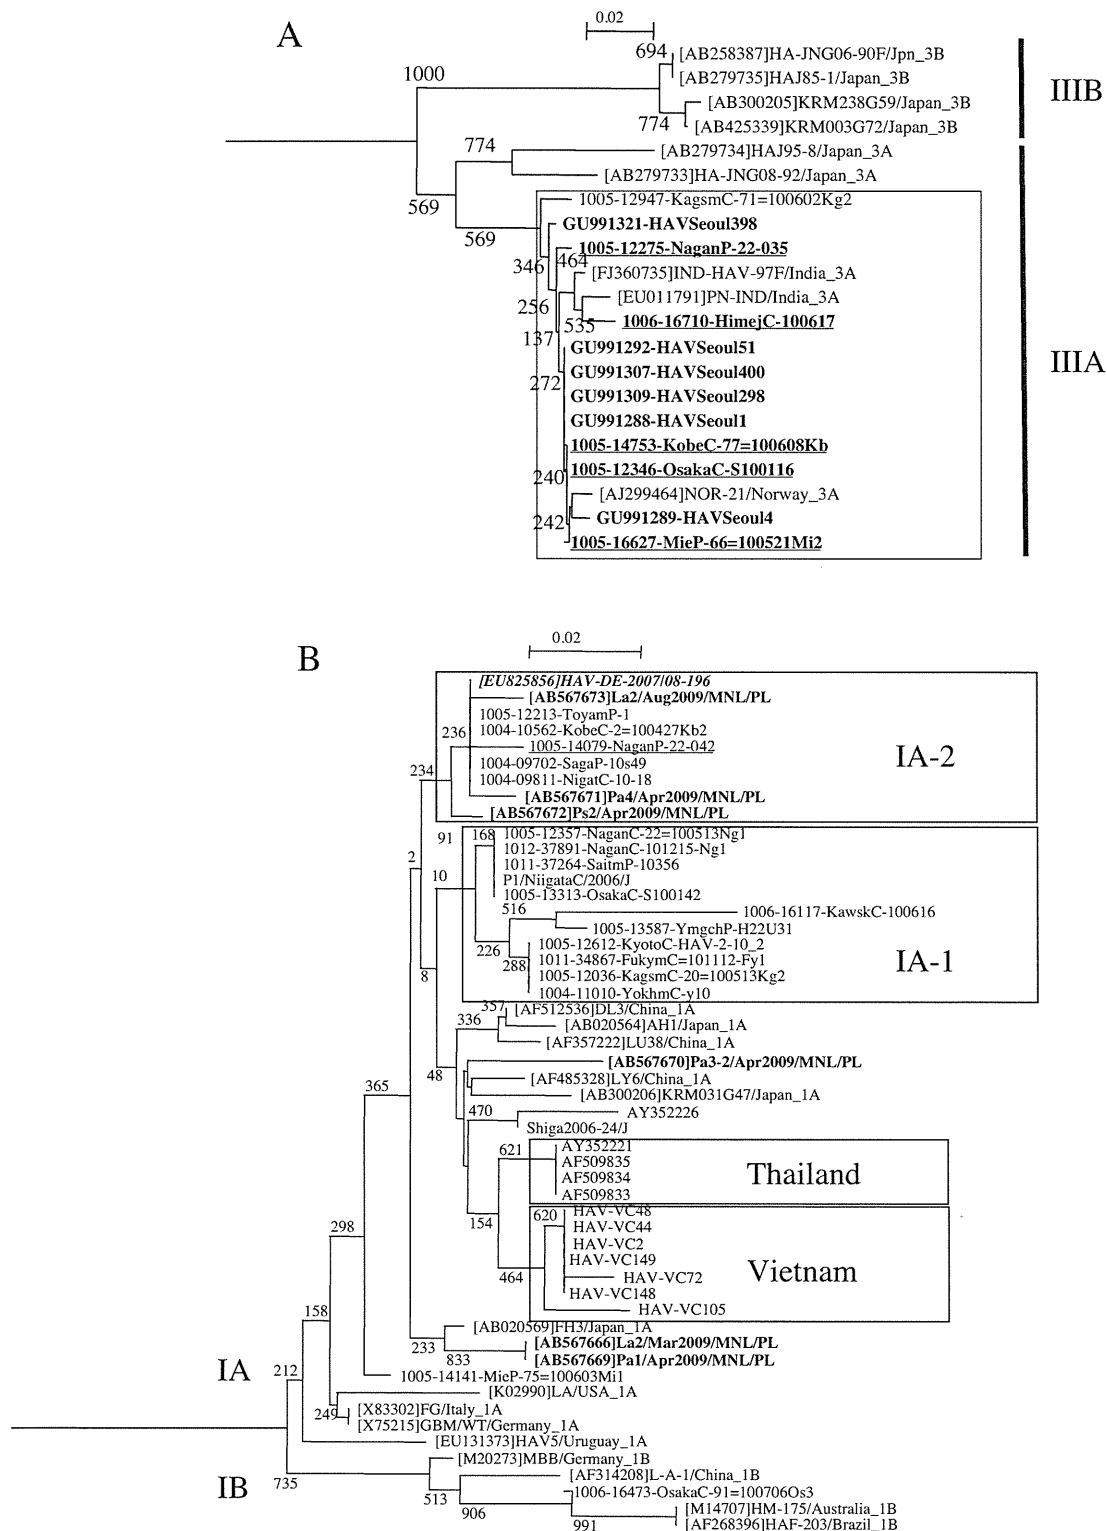 A
0.02
694
[AB258387]HA-JNG06-90F/Jpn_3B
1000
[AB279735]HAJ85-1/Japan_3B
IIIB
[AB300205]KRM238G59/Japan_3B
774
[AB425339]KRM003G72/Japan_3B
774
[AB279734]HAJ95-8/Japan_3A
[AB279733]HA-JNG08-92/Japan_3A
569
1005-12947-KagsmC-71=100602Kg2
GU991321-HAVSeoul398
569
1005-12275-NaganP-22-035
346
464
[FJ360735]IND-HAV-97F/India_3A
[EU011791]PN-IND/India_3A
256
1006-16710-HimejC-100617
535
137
GU991292-HAVSeoul51
IIIA
GU991307-HAVSeoul400
272
GU991309-HAVSeoul298
GU991288-HAVSeoul1
1005-14753-KobeC-77=100608Kb
1005-12346-OsakaC-S100116
240
[AJ299464]NOR-21/Norway_3A
GU991289-HAVSeoul4
242
1005-16627-MieP-66=100521Mi2
B
0.02
[EU825856]HAV-DE-2007/08-196
[AB567673]La2/Aug2009/MNL/PL
1005-12213-ToyamP-1
236
1004-10562-KobeC-2=100427Kb2
1005-14079-NaganP-22-042
IA-2
1004-09702-SagaP-10s49
234
1004-09811-NigatC-10-18
[AB567671]Pa4/Apr2009/MNL/PL
[AB567672]Ps2/Apr2009/MNL/PL
91
168
1005-12357-NaganC-22=100513Ng1
1012-37891-NaganC-101215-Ng1
2
1011-37264-SaitmP-10356
10
P1/NiigataC/2006/J
1005-13313-OsakaC-S100142
516
1006-16117-KawskC-100616
1005-13587-YmgchP-H22U31
226
1005-12612-KyotoC-HAV-2-10_2
288
1011-34867-FukymC=101112-Fy1
IA-1
8
1005-12036-KagsmC-20=100513Kg2
1004-11010-YokhmC-y10
357
[AF512536]DL3/China_1A
336
[AB020564]AH1/Japan_1A
[AF357222]LU38/China_1A
[AB567670]Pa3-2/Apr2009/MNL/PL
48
[AF485328]LY6/China_1A
365
[AB300206]KRM031G47/Japan_1A
470
AY352226
Shiga2006-24/J
621
AY352221
AF509835
Thailand
AF509834
AF509833
620
HAV-VC48
154
HAV-VC44
298
HAV-VC2
HAV-VC149
Vietnam
464
HAV-VC72
HAV-VC148
158
HAV-VC105
[AB020569]FH3/Japan_1A
233
[AB567666]La2/Mar2009/MNL/PL
833
[AB567669]Pa1/Apr2009/MNL/PL
IA
212
1005-14141-MieP-75=100603Mi1
[K02990]LA/USA_1A
249
[X83302]FG/Italy_1A
[X75215]GBM/WT/Germany_1A
[EU131373]HAV5/Uruguay_1A
[M20273]MBB/Germany_1B
IB
735
[AF314208]L-A-1/China_1B
513
1006-16473-OsakaC-91=100706Os3
906
[M14707]HM-175/Australia_1B
991
[AF268396]HAF-203/Brazil_1B